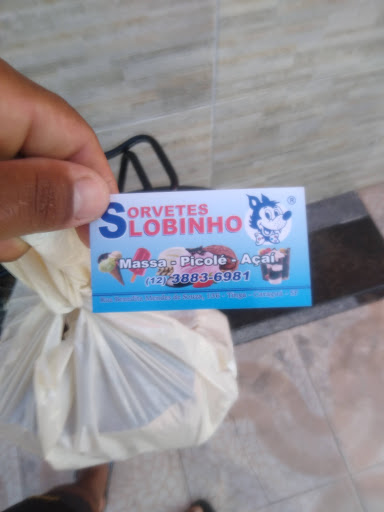 SORVETES
LOBINHO ®
Massa - Picolé - Açaí
(12) 3883-6981